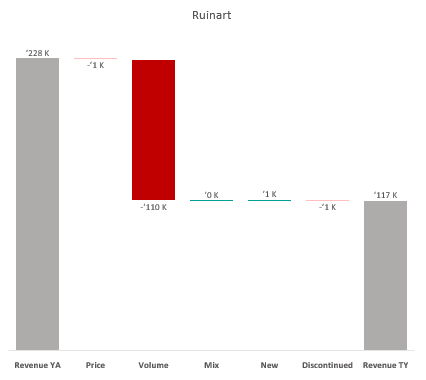 Ruinart
'228 K
-'1 K
-'110 K
'0 K
'1 K
-'1 K
'117 K
Revenue YA
Price
Volume
Mix
New
Discontinued
Revenue TY